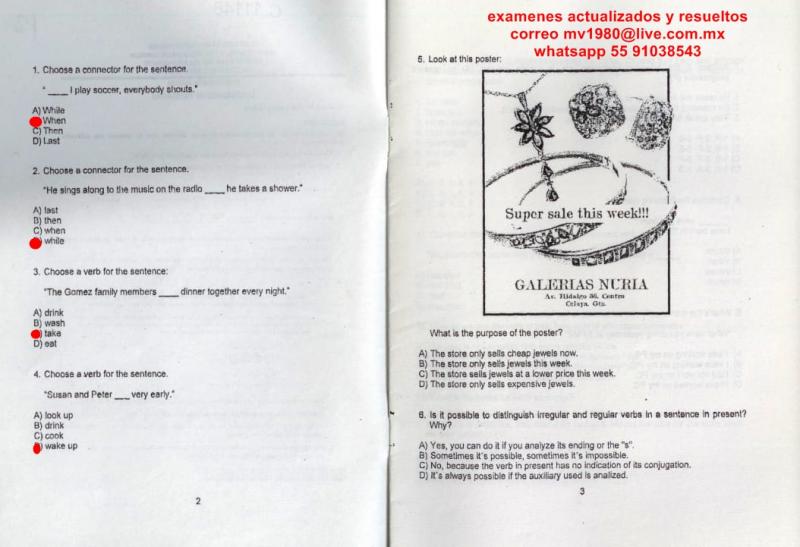 1. Choose a connector for the sentence.
"____ I play soccer, everybody shouts."
A) While
When
C) Then
D) Last
2. Choose a connector for the sentence.
"He sings along to the music on the radio ____ he takes a shower."
A) last
B) then
C) when
while
3. Choose a verb for the sentence:
"The Gomez family members ____ dinner together every night."
A) drink
B) wash
take
D) eat
4. Choose a verb for the sentence.
"Susan and Peter ___ very early."
A) look up
B) drink
C) cook
wake up
2
examenes actualizados y resueltos
correo mv1980@live.com.mx
whatsapp 55 91038543
5. Look at this poster:
Super sale this week!!!
GALERIAS NURIA
Av. Hidalgo 36. Centro
Celaya. Gto.
What is the purpose of the poster?
A) The store only sells cheap jewels now.
B) The store only sells jewels this week.
C) The store sells jewels at a lower price this week.
D) The store only sells expensive jewels.
6. Is it possible to distinguish irregular and regular verbs in a sentence in present?
Why?
A) Yes, you can do it if you analyze its ending or the "s".
B) Sometimes it's possible, sometimes it's impossible.
C) No, because the verb in present has no indication of its conjugation.
D) It's always possible if the auxiliary used is analized.
3